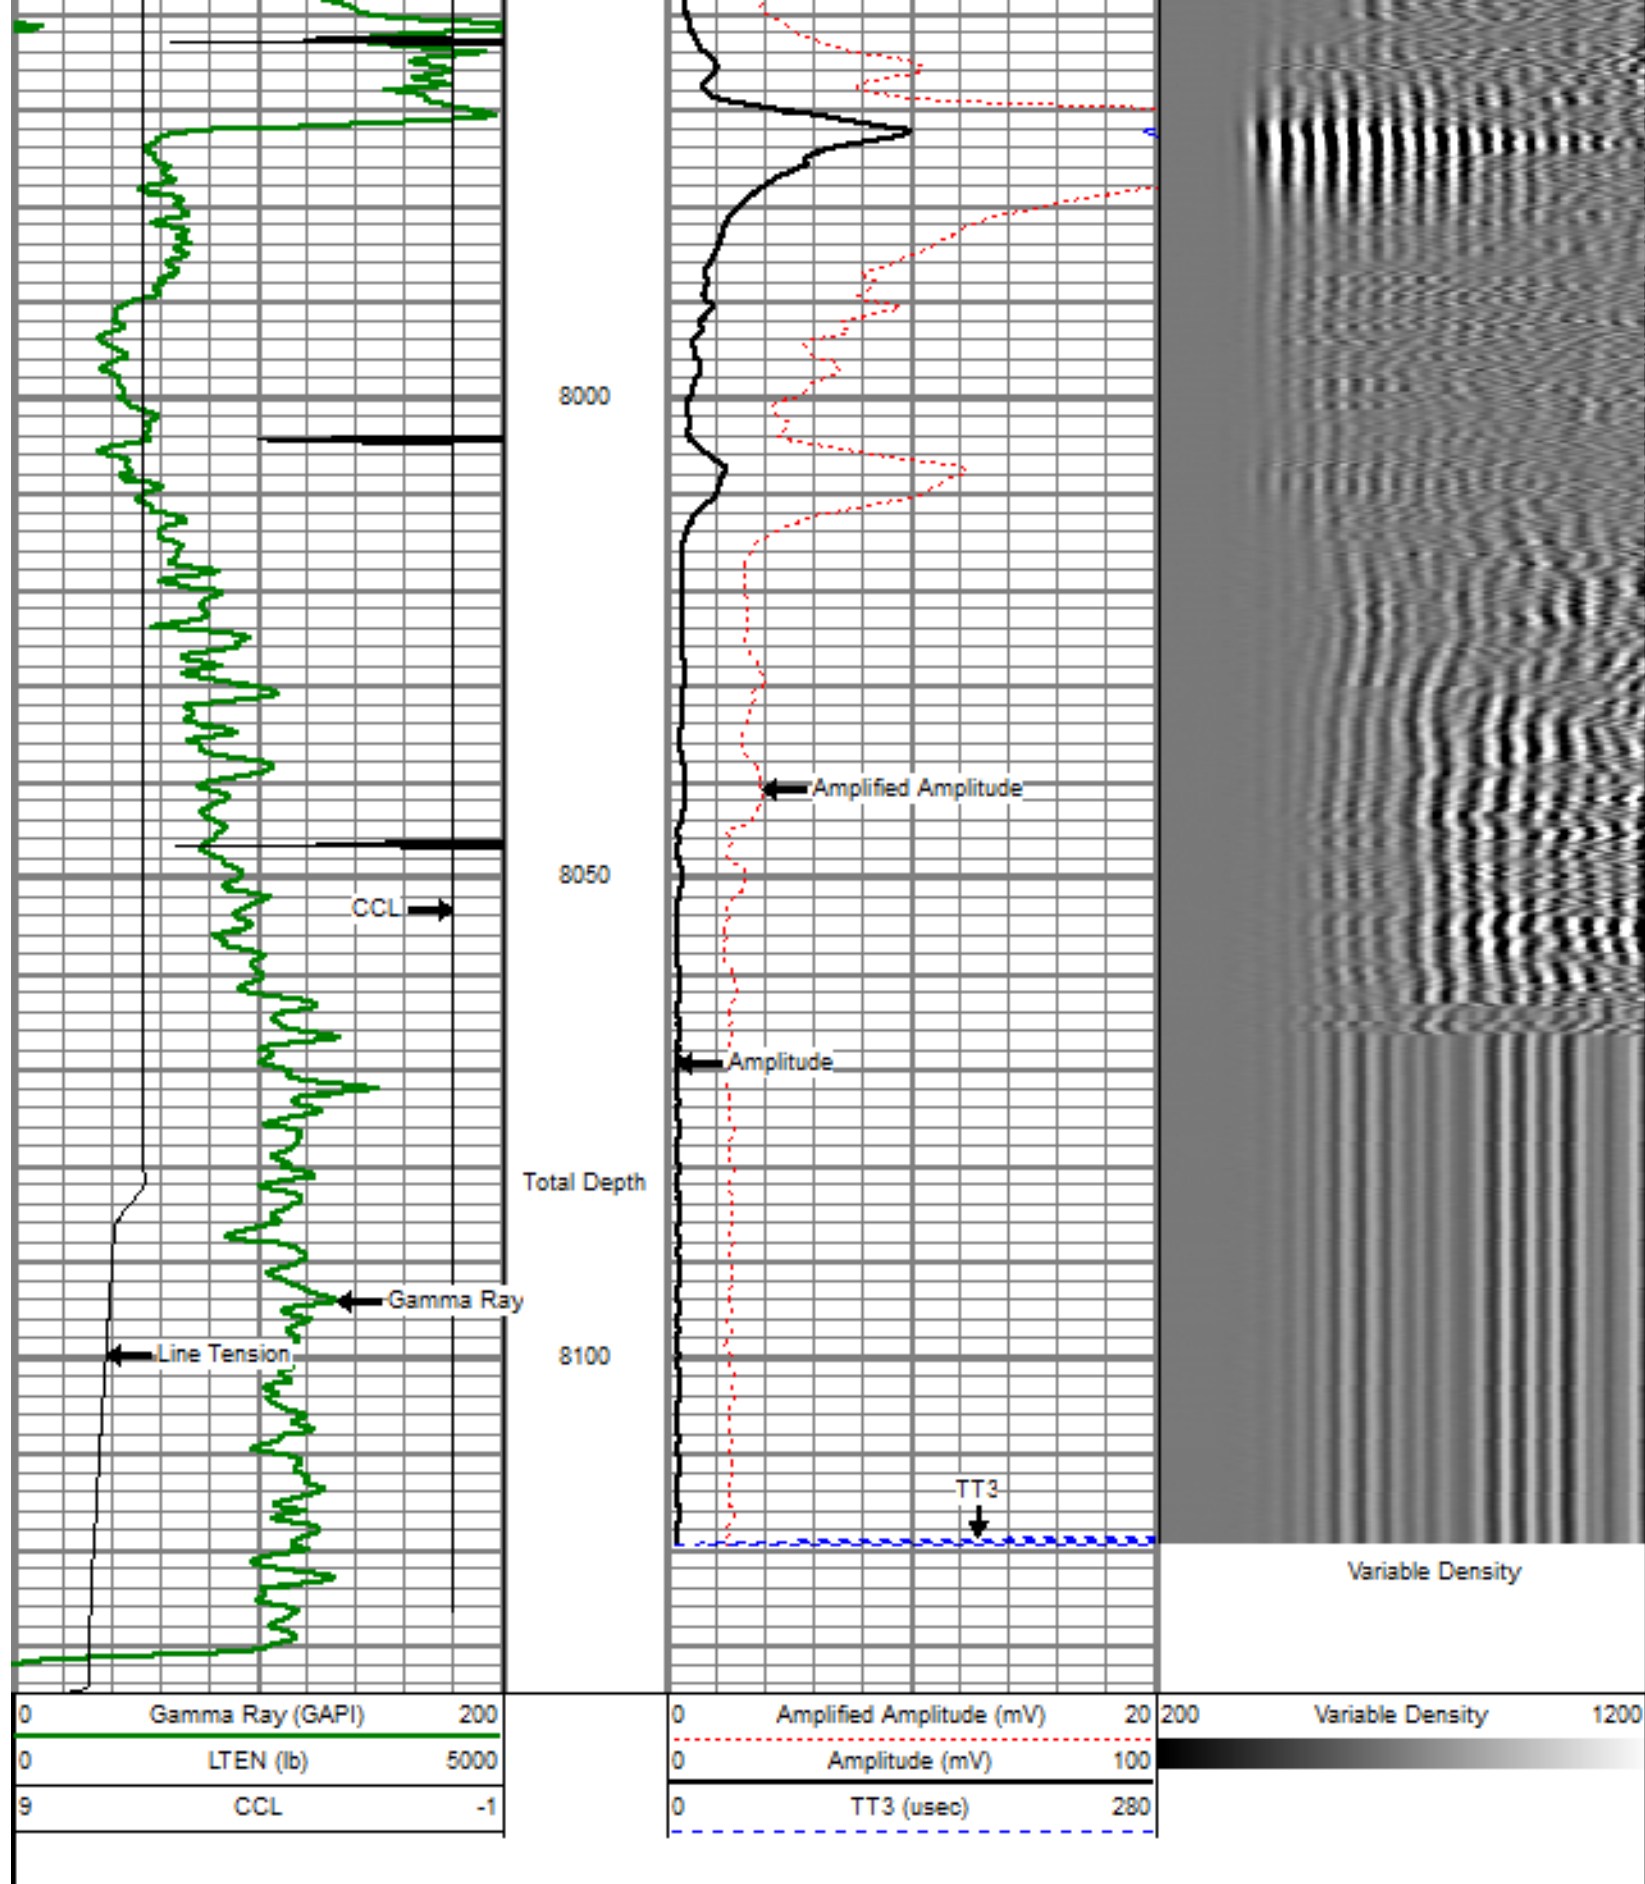 8000
Amplified Amplitude
8050
CCL
Amplitude
Total Depth
Gamma Ray
Line Tension
8100
TT3
Variable Density
0 Gamma Ray (GAPI) 200
0 LTEN (lb) 5000
9 CCL -1
0 Amplified Amplitude (mV) 20
0 Amplitude (mV) 100
0 TT3 (usec) 280
200 Variable Density 1200